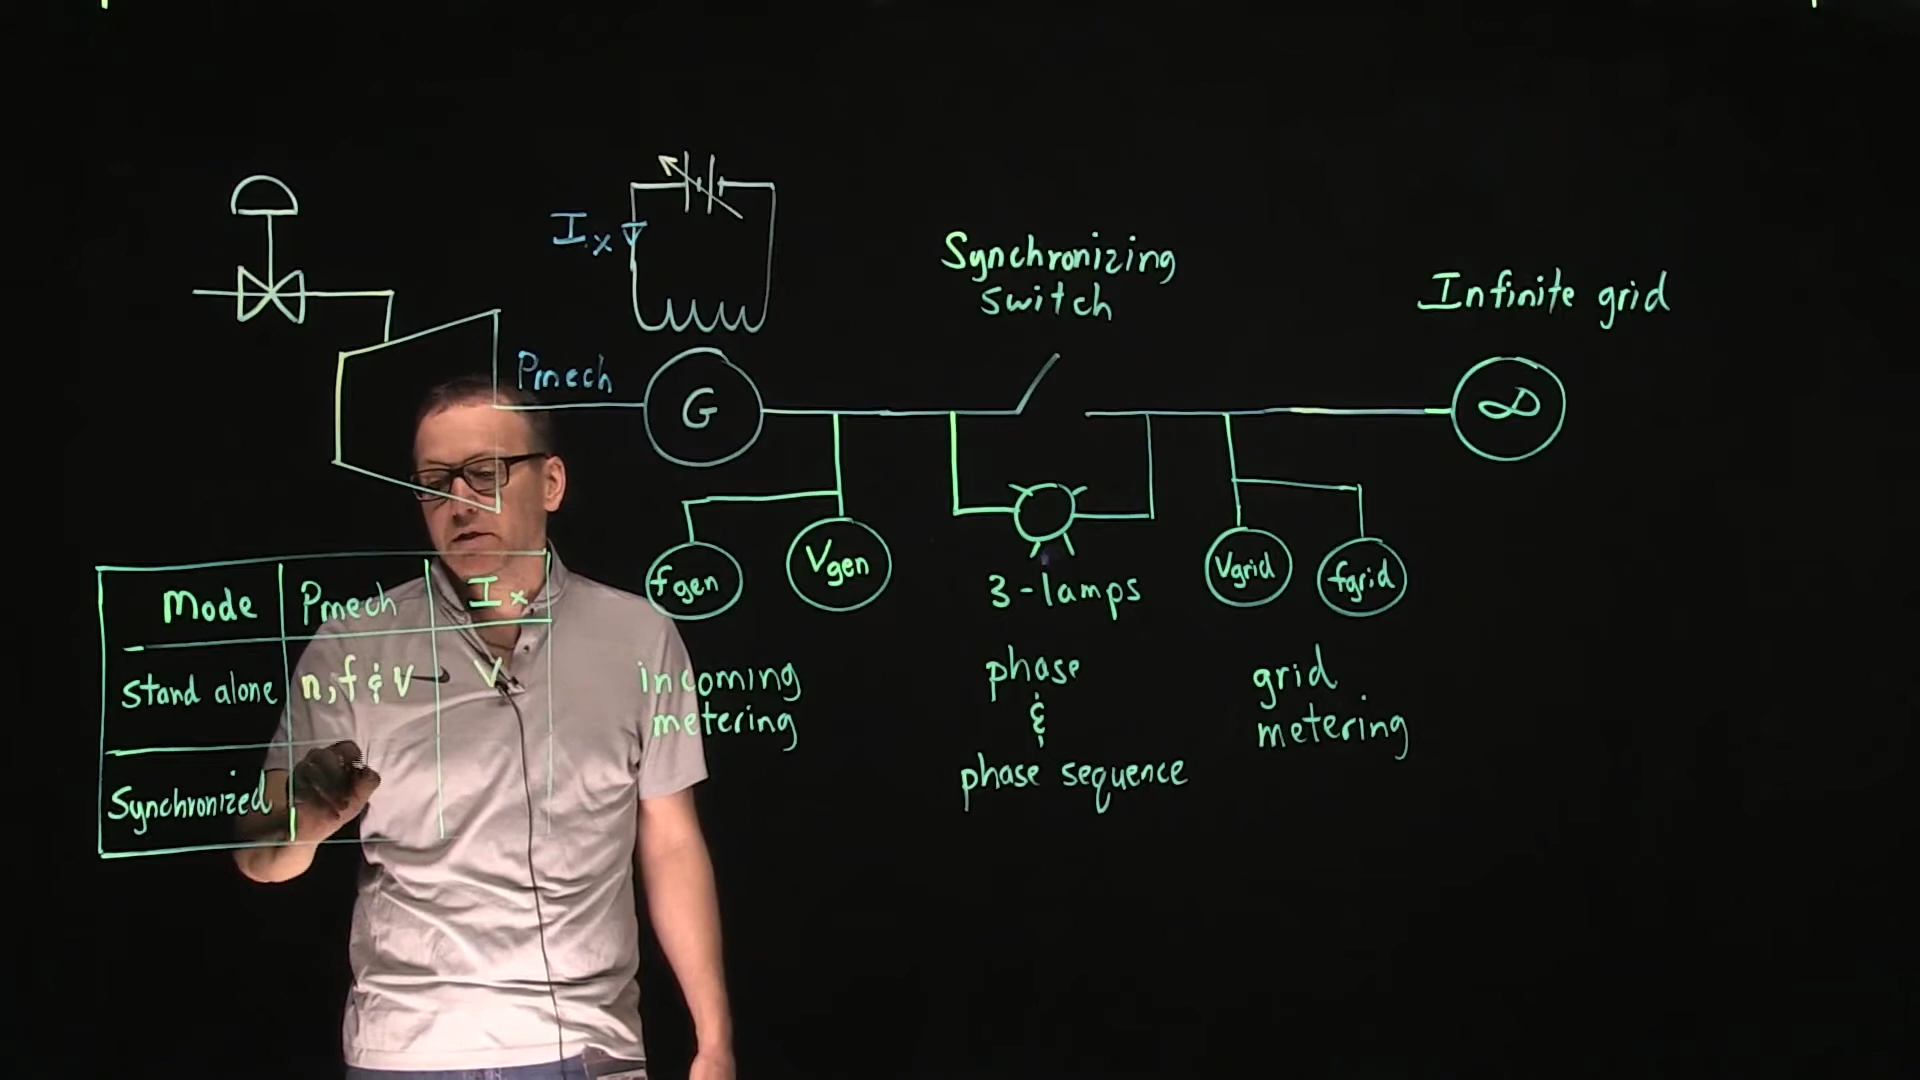 Ix
Synchronizing
switch
Infinite grid
Pmech
G
∞
fgen
Vgen
3-lamps
Vgrid
fgrid
Mode
Pmech
Ix
Stand alone
n, f & V
V
Synchronized
incoming
metering
phase
&
phase sequence
grid
metering